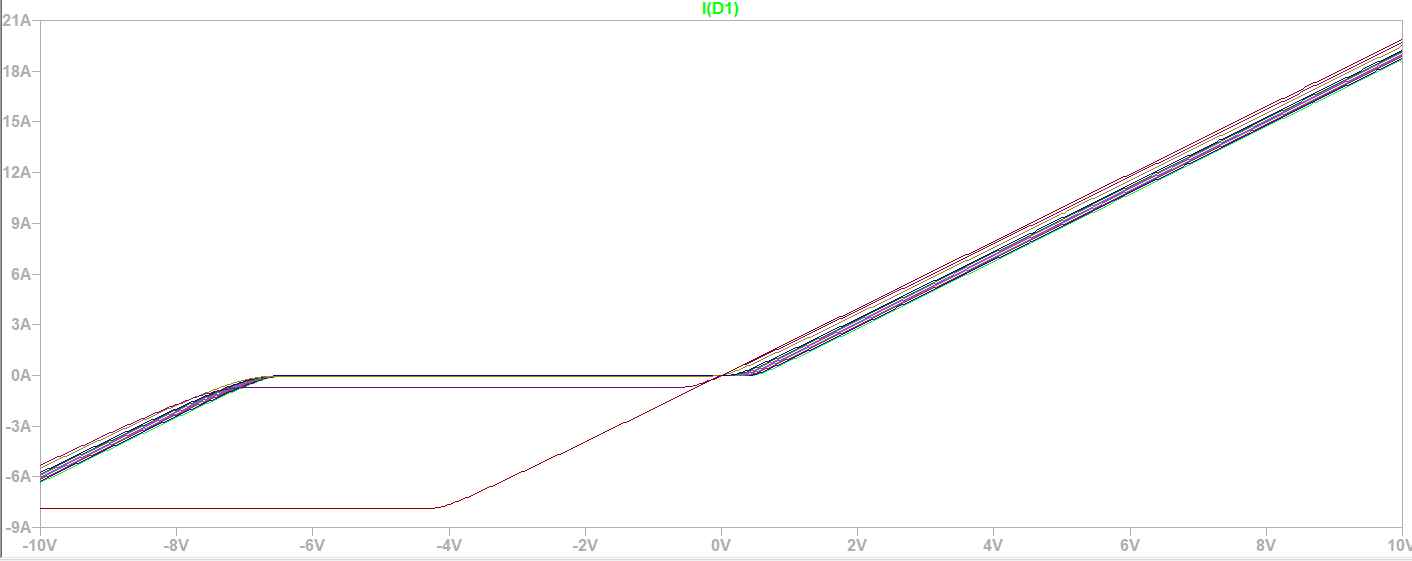 I(D1)
21A
18A
15A
12A
9A
6A
3A
0A
-3A
-6A
-9A
-10V -8V -6V -4V -2V 0V 2V 4V 6V 8V 10V